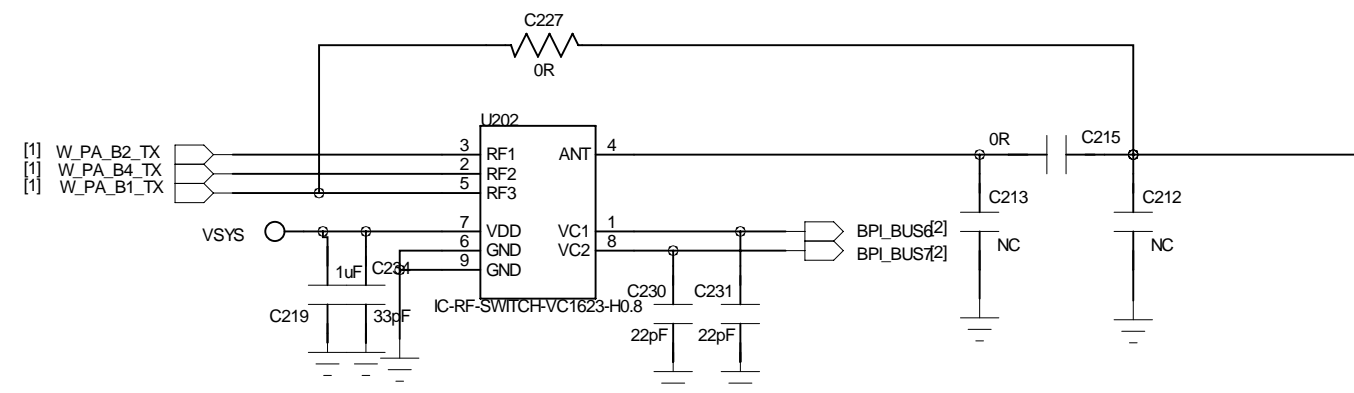 C227
0R
U202
[1] W_PA_B2_TX 3 RF1 ANT 4 0R C215
[1] W_PA_B4_TX 2 RF2
[1] W_PA_B1_TX 5 RF3 C213 C212
VSYS 7 VDD VC1 1 BPI_BUS6[2]
6 GND VC2 8 NC NC BPI_BUS7[2]
1uF C234 9 GND C230 C231
C219 33pF IC-RF-SWITCH-VC1623-H0.8
22pF 22pF